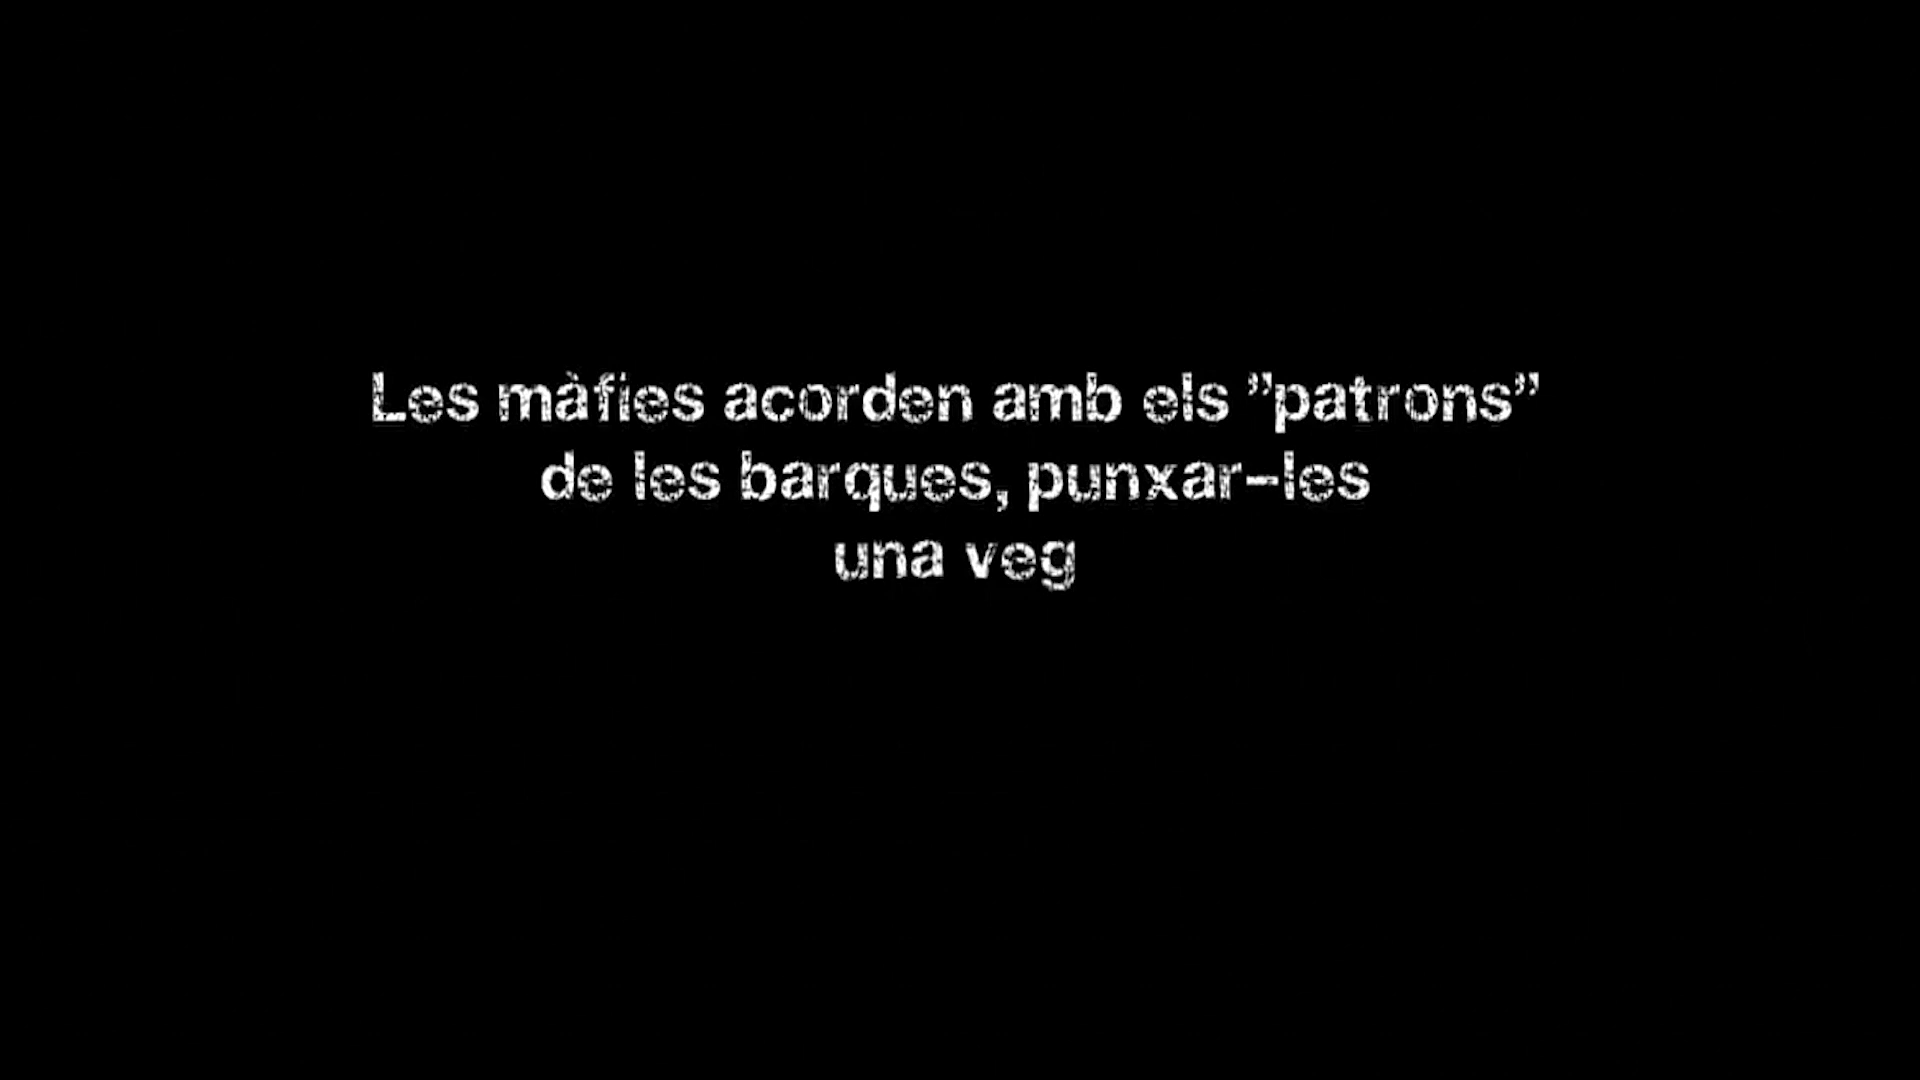 Les màfies acorden amb els ”patrons”
de les barques, punxar-les
una veg